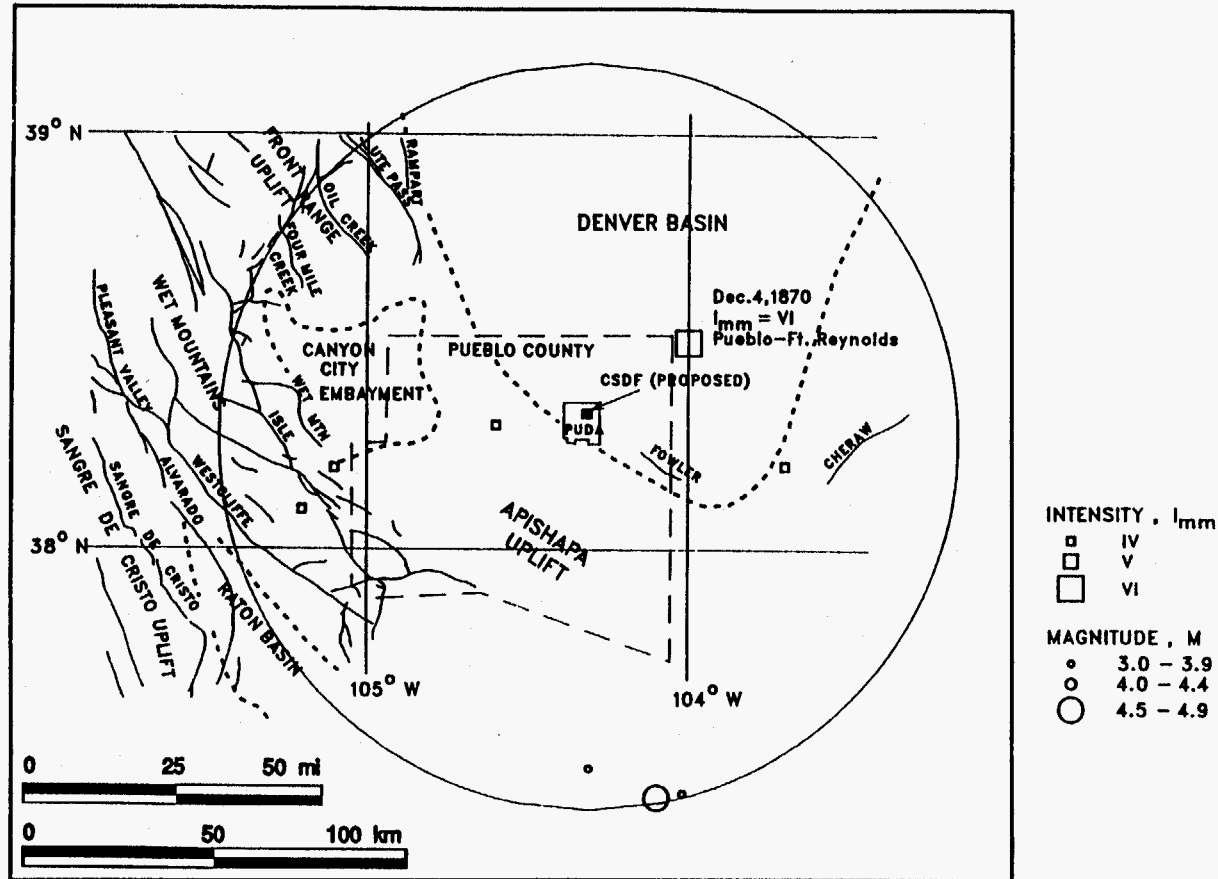 39° N
FRONT RANGE
UPLIFT
UTE PASS
RAMPART
OIL CREEK
FOUR MILE
CREEK
DENVER BASIN
Dec.4,1870
Imm = VI
Pueblo-Ft. Reynolds
PLEASANT VALLEY
WET MOUNTAINS
CANYON
CITY
EMBAYMENT
PUEBLO COUNTY
CSDF (PROPOSED)
PUDA
WET MTN
ISLE
FOWLER
CHERAW
SANGRE DE CRISTO UPLIFT
SANGRE DE CRISTO
ALVARADO
WESTCLIFFE
APISHAPA
UPLIFT
38° N
RATON BASIN
105° W
104° W
INTENSITY , Imm
IV
V
VI
MAGNITUDE , M
3.0 - 3.9
4.0 - 4.4
4.5 - 4.9
0 25 50 mi
0 50 100 km